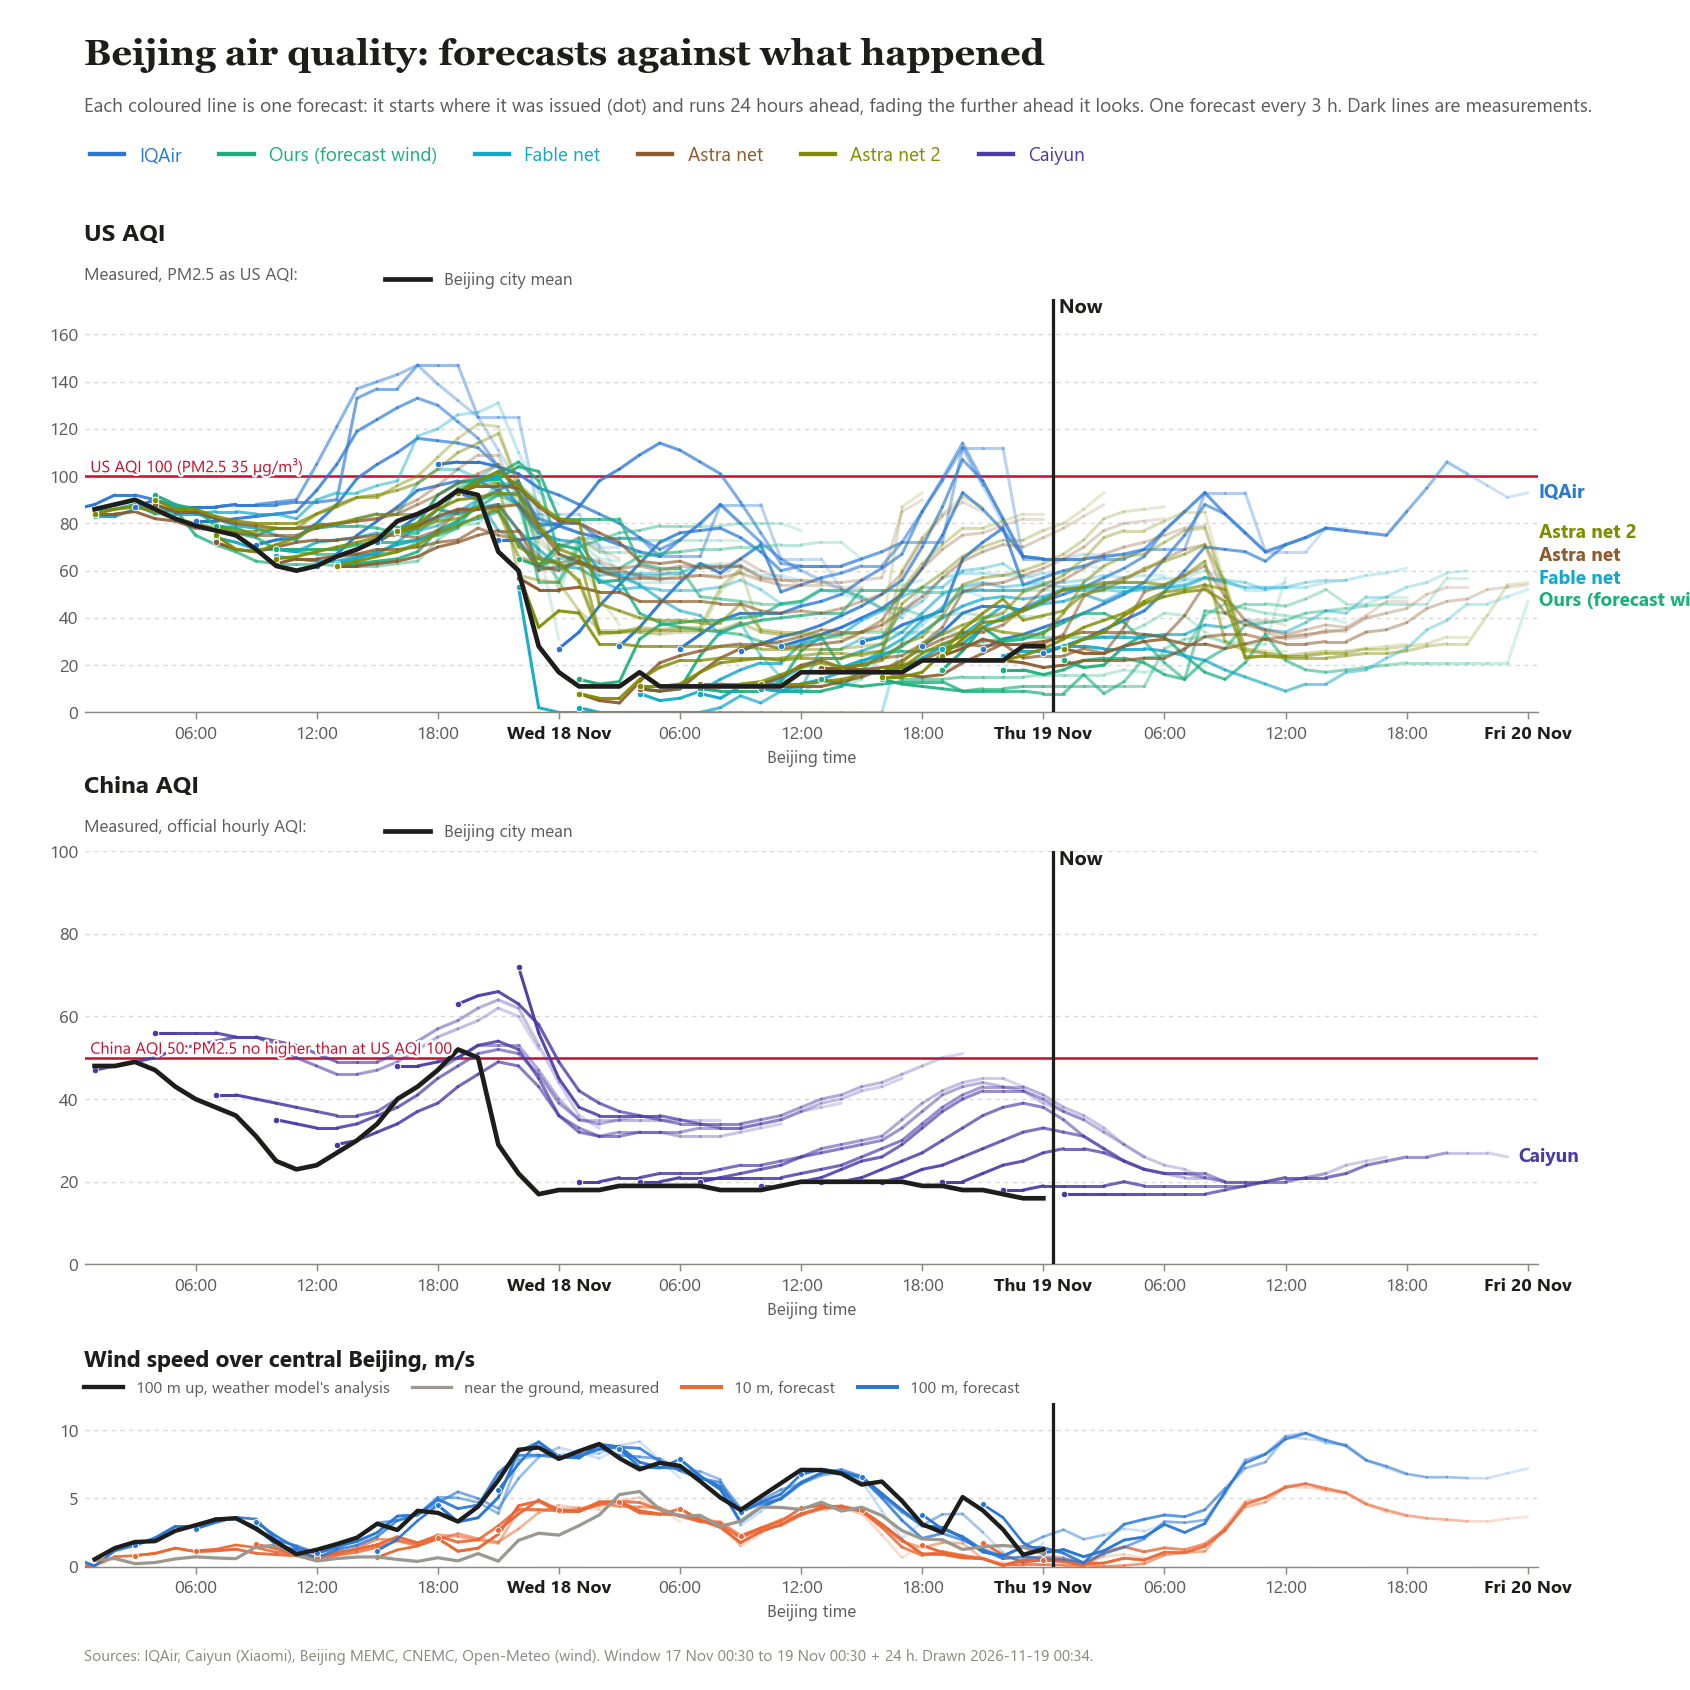 Beijing air quality: forecasts against what happened
Each coloured line is one forecast: it starts where it was issued (dot) and runs 24 hours ahead, fading the further ahead it looks. One forecast every 3 h. Dark lines are measurements.
IQAir Ours (forecast wind) Fable net Astra net Astra net 2 Caiyun
US AQI
Measured, PM2.5 as US AQI: Beijing city mean
Now
160
140
120
US AQI 100 (PM2.5 35 µg/m³)
100
IQAir
80
Astra net 2
Astra net
60
Fable net
Ours (forecast wi
40
20
0
06:00 12:00 18:00 Wed 18 Nov 06:00 12:00 18:00 Thu 19 Nov 06:00 12:00 18:00 Fri 20 Nov
Beijing time
China AQI
Measured, official hourly AQI: Beijing city mean
100
Now
80
60
China AQI 50: PM2.5 no higher than at US AQI 100
40
Caiyun
20
0
06:00 12:00 18:00 Wed 18 Nov 06:00 12:00 18:00 Thu 19 Nov 06:00 12:00 18:00 Fri 20 Nov
Beijing time
Wind speed over central Beijing, m/s
100 m up, weather model's analysis near the ground, measured 10 m, forecast 100 m, forecast
10
5
0
06:00 12:00 18:00 Wed 18 Nov 06:00 12:00 18:00 Thu 19 Nov 06:00 12:00 18:00 Fri 20 Nov
Beijing time
Sources: IQAir, Caiyun (Xiaomi), Beijing MEMC, CNEMC, Open-Meteo (wind). Window 17 Nov 00:30 to 19 Nov 00:30 + 24 h. Drawn 2026-11-19 00:34.